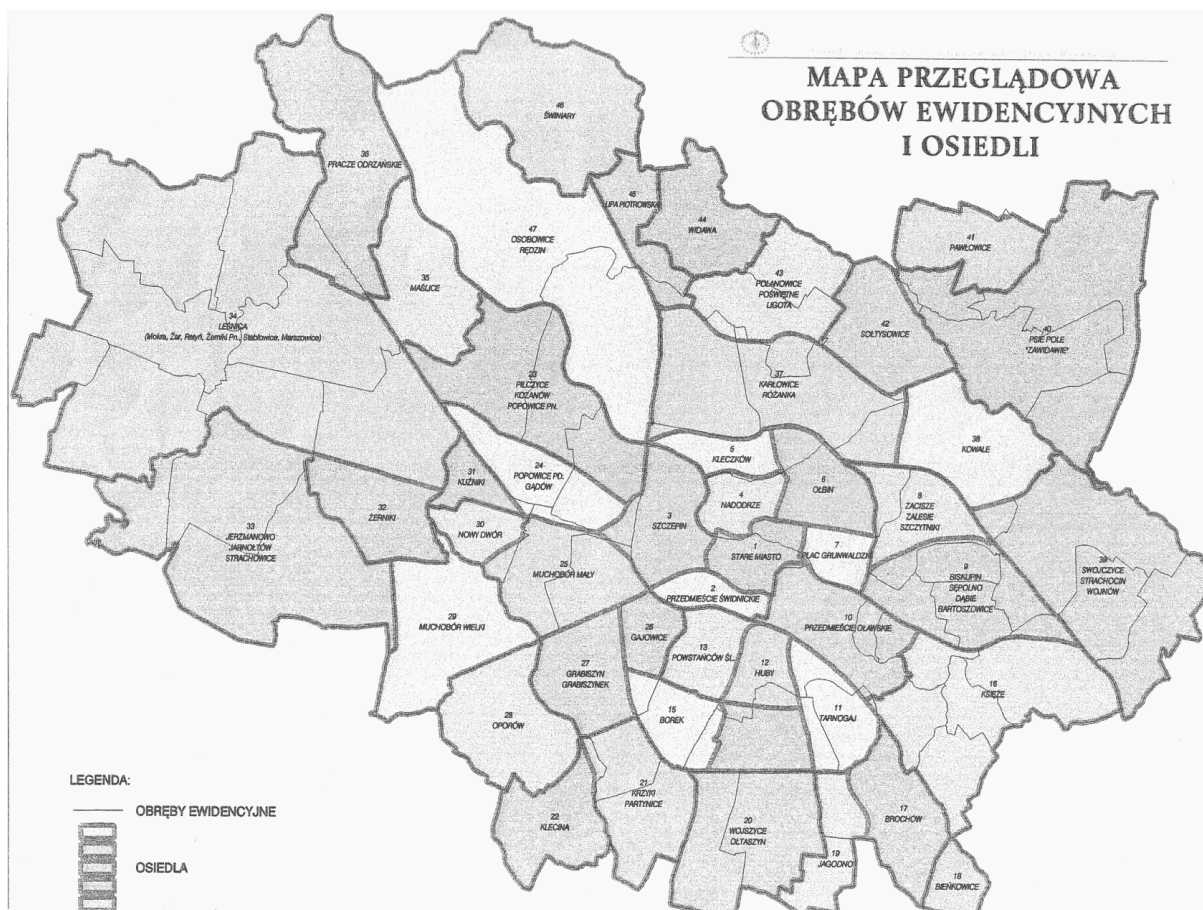 MAPA PRZEGLĄDOWA
OBRĘBÓW EWIDENCYJNYCH
I OSIEDLI
46
ŚWINIARY
36
PRACZE ODRZAŃSKIE
45
LIPA PIOTROWSKA
44
WIDAWA
47
OSOBOWICE
RĘDZIN
41
PAWŁOWICE
35
MAŚLICE
43
POLANOWICE
POŚWIĘTNE
LIGOTA
42
SOŁTYSOWICE
40
PSIE POLE
"ZAWIDAWIE"
34
LEŚNICA
(Mokra, Żar, Ratyń, Żerniki Pn., Stabłowice, Marszowice)
23
PILCZYCE
KOZANÓW
POPOWICE PN.
37
KARŁOWICE
RÓŻANKA
38
KOWALE
5
KLECZKÓW
24
POPOWICE PD.
GĄDÓW
31
KUŹNIKI
6
OŁBIN
4
NADODRZE
8
ZACISZE
ZALESIE
SZCZYTNIKI
32
ŻERNIKI
3
SZCZEPIN
33
JERZMANOWO
JARNOŁTÓW
STRACHOWICE
30
NOWY DWÓR
1
STARE MIASTO
7
PLAC GRUNWALDZKI
39
SWOJCZYCE
STRACHOCIN
WOJNÓW
25
MUCHOBÓR MAŁY
9
BISKUPIN
SĘPOLNO
DĄBIE
BARTOSZOWICE
2
PRZEDMIEŚCIE ŚWIDNICKIE
29
MUCHOBÓR WIELKI
10
PRZEDMIEŚCIE OŁAWSKIE
26
GAJOWICE
13
POWSTAŃCÓW ŚL.
12
HUBY
27
GRABISZYN
GRABISZYNEK
16
KSIĘŻE
28
OPORÓW
15
BOREK
11
TARNOGAJ
LEGENDA:
OBRĘBY EWIDENCYJNE
OSIEDLA
21
KRZYKI
PARTYNICE
22
KLECINA
20
WOJSZYCE
OŁTASZYN
17
BROCHÓW
19
JAGODNO
18
BIEŃKOWICE